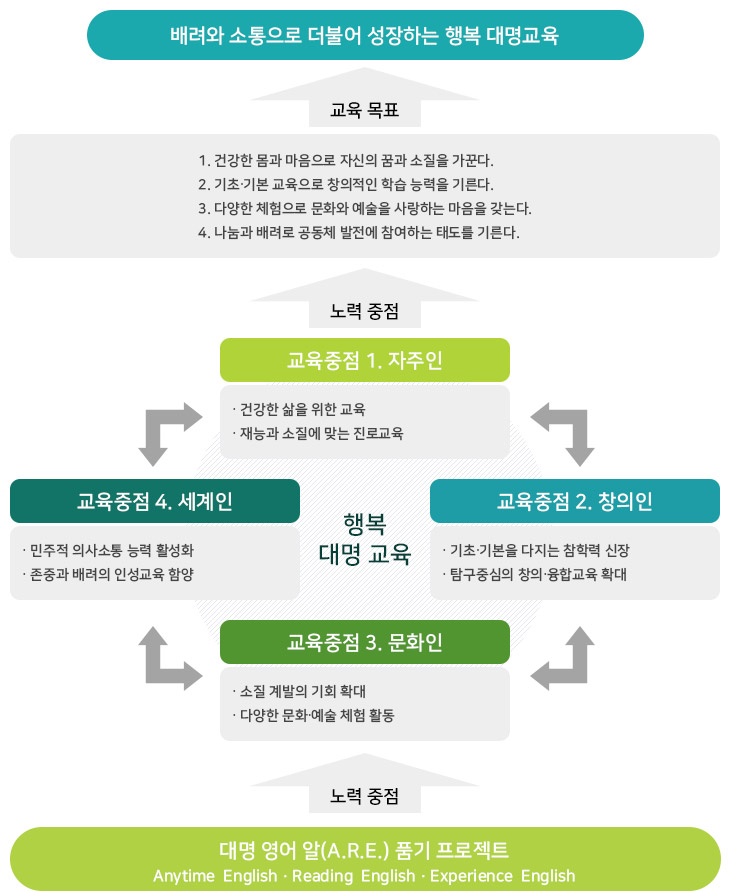 배려와 소통으로 더불어 성장하는 행복 대명교육
교육 목표
1. 건강한 몸과 마음으로 자신의 꿈과 소질을 가꾼다.
2. 기초·기본 교육으로 창의적인 학습 능력을 기른다.
3. 다양한 체험으로 문화와 예술을 사랑하는 마음을 갖는다.
4. 나눔과 배려로 공동체 발전에 참여하는 태도를 기른다.
노력 중점
교육중점 1. 자주인
· 건강한 삶을 위한 교육
· 재능과 소질에 맞는 진로교육
교육중점 4. 세계인
· 민주적 의사소통 능력 활성화
· 존중과 배려의 인성교육 함양
행복
대명 교육
교육중점 2. 창의인
· 기초·기본을 다지는 참학력 신장
· 탐구중심의 창의·융합교육 확대
교육중점 3. 문화인
· 소질 계발의 기회 확대
· 다양한 문화·예술 체험 활동
노력 중점
대명 영어 알(A.R.E.) 품기 프로젝트
Anytime English · Reading English · Experience English